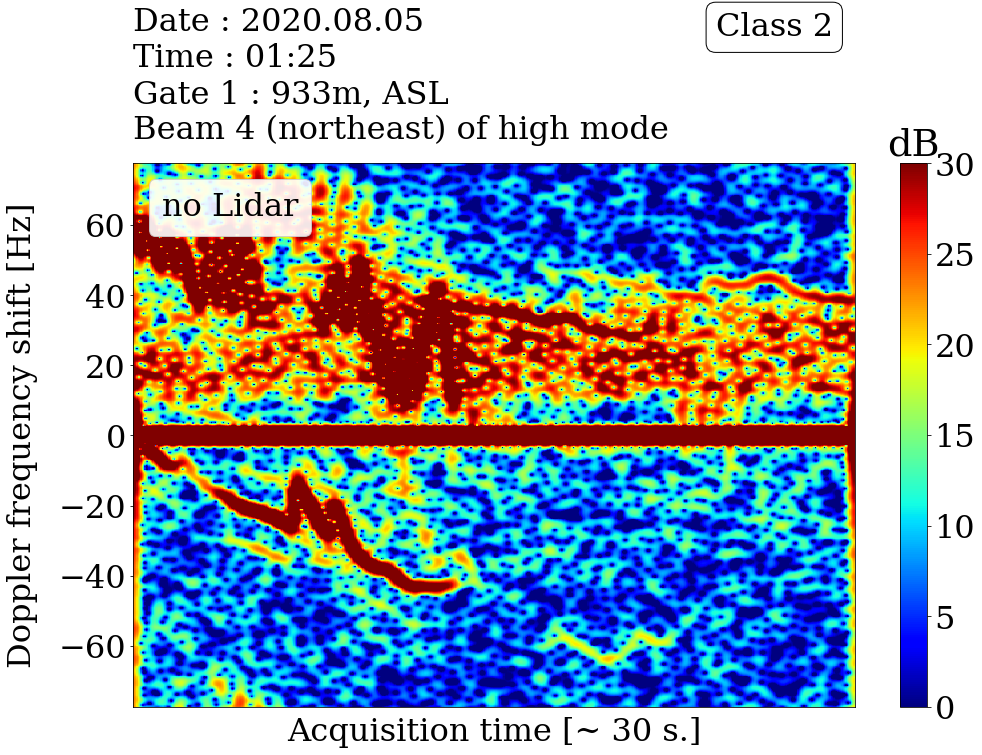 Date : 2020.08.05
Time : 01:25
Gate 1 : 933m, ASL
Beam 4 (northeast) of high mode
Class 2
dB
no Lidar
Doppler frequency shift [Hz]
60
40
20
0
−20
−40
−60
30
25
20
15
10
5
0
Acquisition time [~ 30 s.]